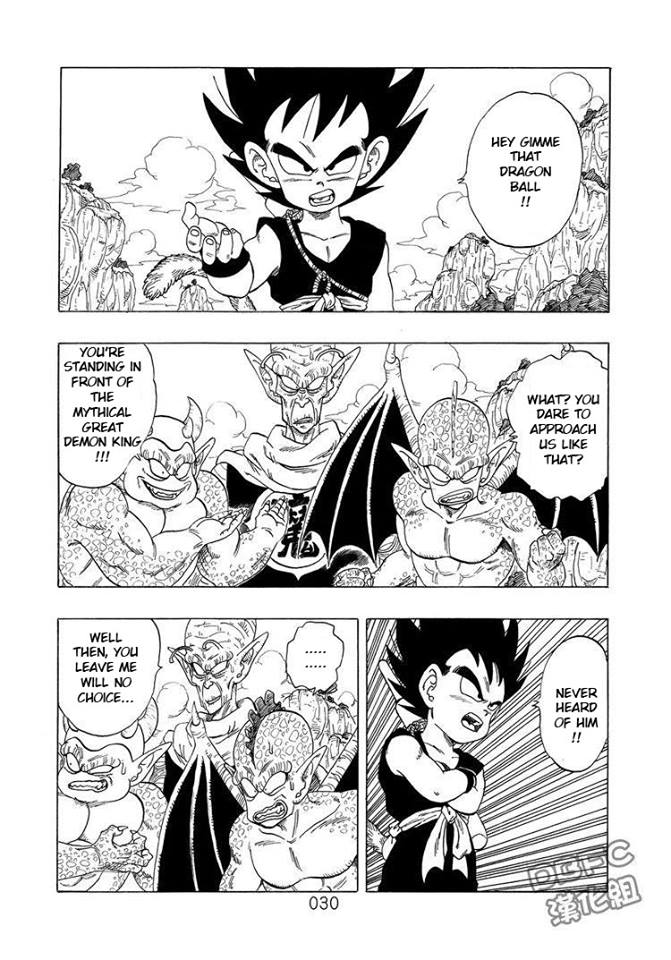 HEY GIMME
THAT
DRAGON
BALL
!!
YOU'RE
STANDING IN
FRONT OF
THE
MYTHICAL
GREAT
DEMON KING
!!!
WHAT? YOU
DARE TO
APPROACH
US LIKE
THAT?
WELL
THEN, YOU
LEAVE ME
WILL NO
CHOICE...
.....
.....
NEVER
HEARD
OF HIM
!!
030
DBFC
漢化組